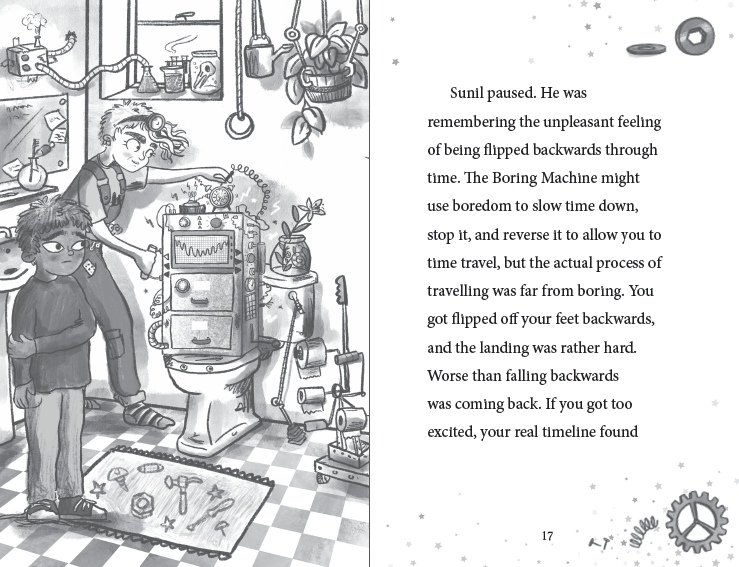 Sunil paused. He was
remembering the unpleasant feeling
of being flipped backwards through
time. The Boring Machine might
use boredom to slow time down,
stop it, and reverse it to allow you to
time travel, but the actual process of
travelling was far from boring. You
got flipped off your feet backwards,
and the landing was rather hard.
Worse than falling backwards
was coming back. If you got too
excited, your real timeline found
17